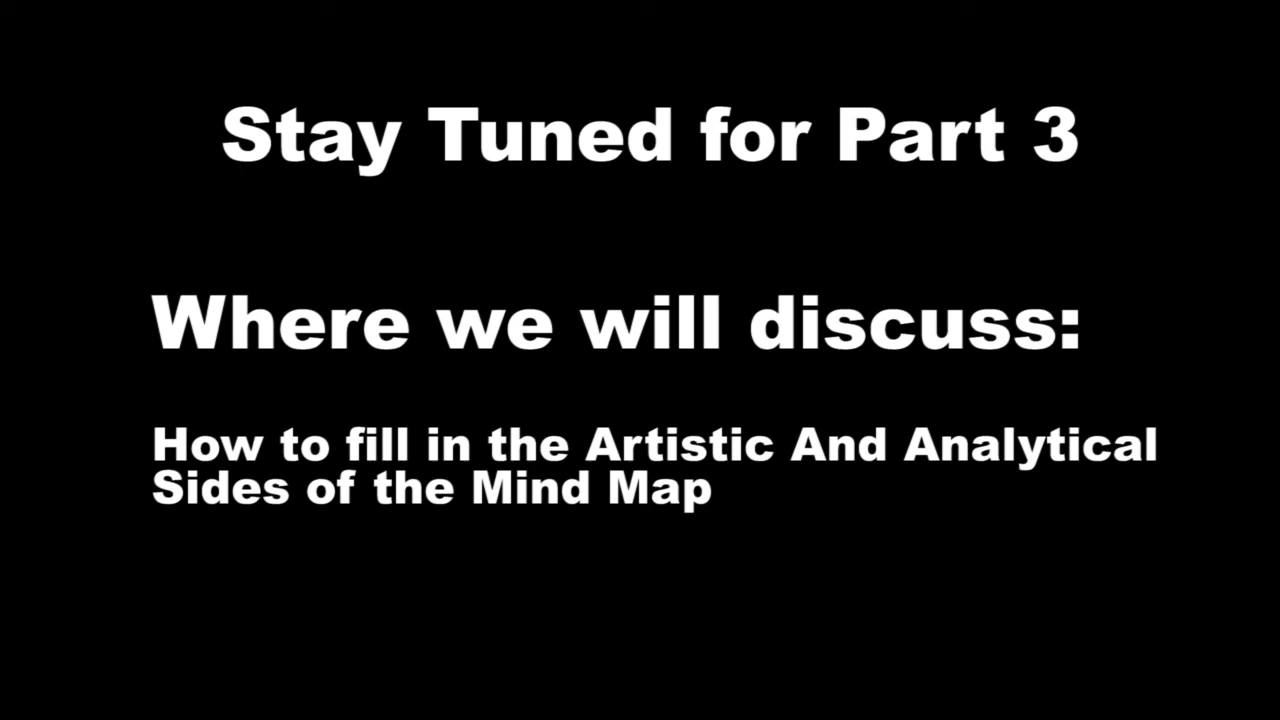 Stay Tuned for Part 3
Where we will discuss:
How to fill in the Artistic And Analytical
Sides of the Mind Map